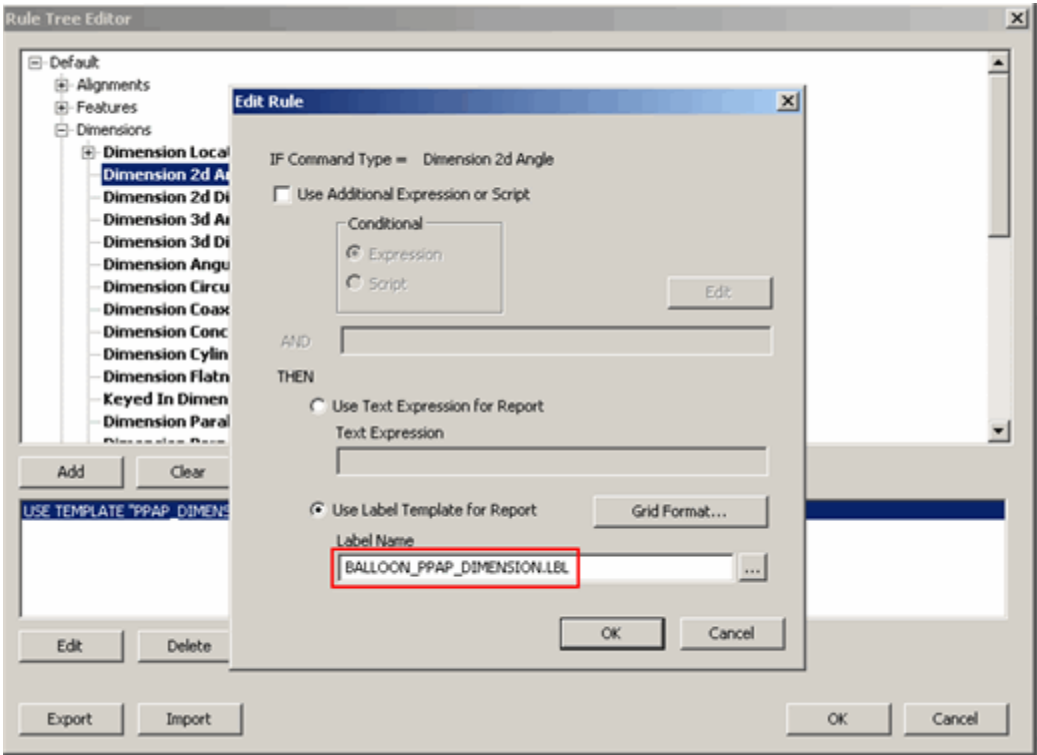 Rule Tree Editor
Default
Alignments
Features
Dimensions
Dimension Loca
Dimension 2d A
Dimension 2d Di
Dimension 3d A
Dimension 3d Di
Dimension Angu
Dimension Circu
Dimension Coax
Dimension Conc
Dimension Cylin
Dimension Flatn
Keyed In Dimen
Dimension Paral
Add
Clear
USE TEMPLATE "PPAP_DIMENS
Edit
Delete
Export
Import
OK
Cancel
Edit Rule
IF Command Type = Dimension 2d Angle
Use Additional Expression or Script
Conditional
Expression
Script
Edit
AND
THEN
Use Text Expression for Report
Text Expression
Use Label Template for Report
Grid Format...
Label Name
BALLOON_PPAP_DIMENSION.LBL
...
OK
Cancel